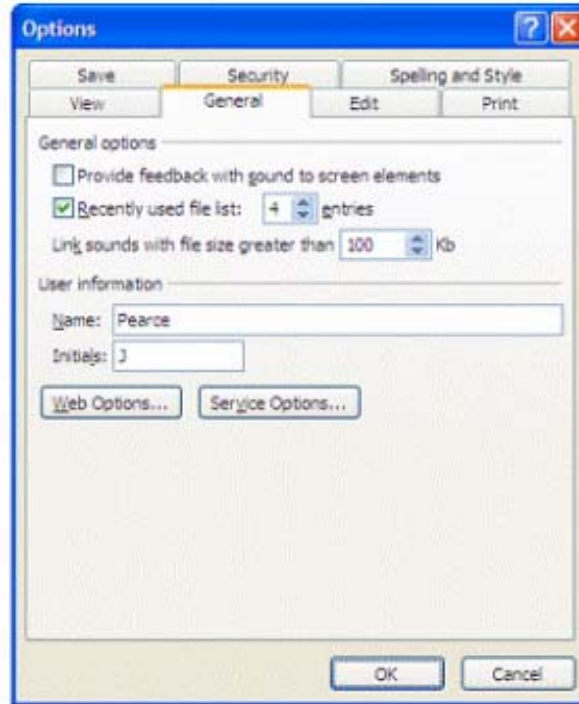 Options
Save Security Spelling and Style
View General Edit Print
General options
Provide feedback with sound to screen elements
Recently used file list: 4 entries
Link sounds with file size greater than 100 Kb
User information
Name: Pearce
Initials: J
Web Options... Service Options...
OK Cancel